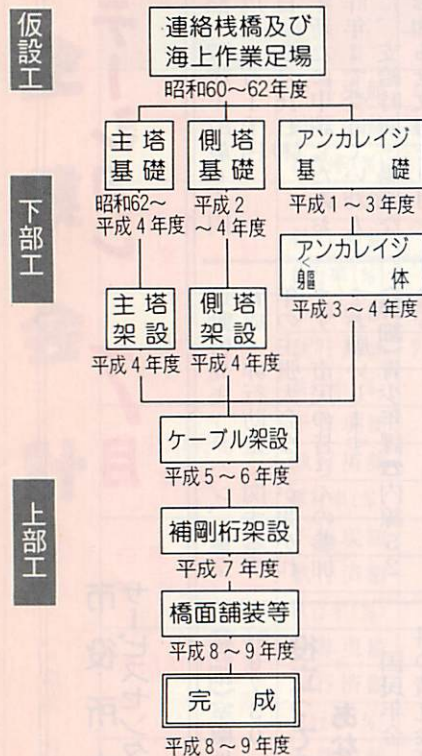 仮設工
連絡桟橋及び
海上作業足場
昭和60～62年度
下部工
主塔
基礎
昭和62～
平成4年度
側塔
基礎
平成2
～4年度
アンカレイジ
基礎
平成1～3年度
アンカレイジ
く
躯体
平成3～4年度
主塔
架設
平成4年度
側塔
架設
平成4年度
上部工
ケーブル架設
平成5～6年度
補剛桁架設
平成7年度
橋面舗装等
平成8～9年度
完成
平成8～9年度